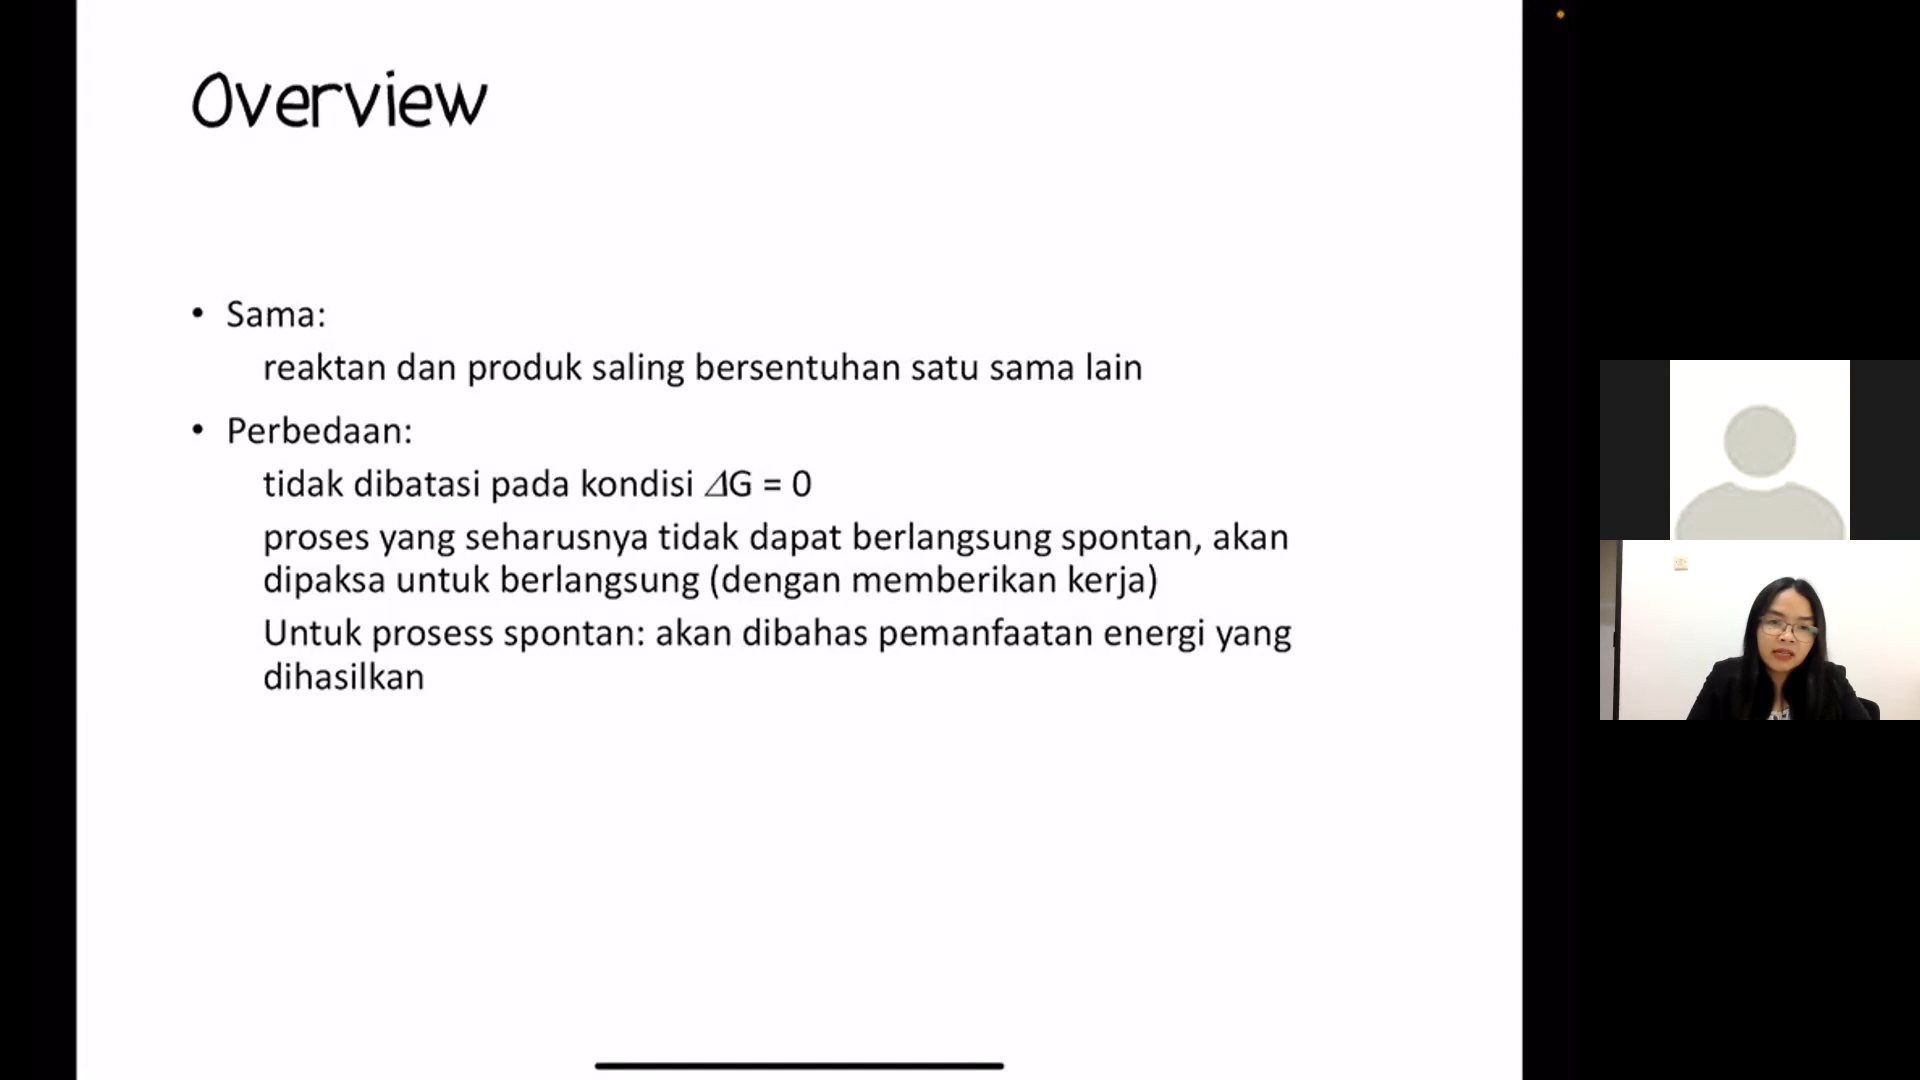 Overview
• Sama:
reaktan dan produk saling bersentuhan satu sama lain
• Perbedaan:
tidak dibatasi pada kondisi ΔG = 0
proses yang seharusnya tidak dapat berlangsung spontan, akan
dipaksa untuk berlangsung (dengan memberikan kerja)
Untuk prosess spontan: akan dibahas pemanfaatan energi yang
dihasilkan